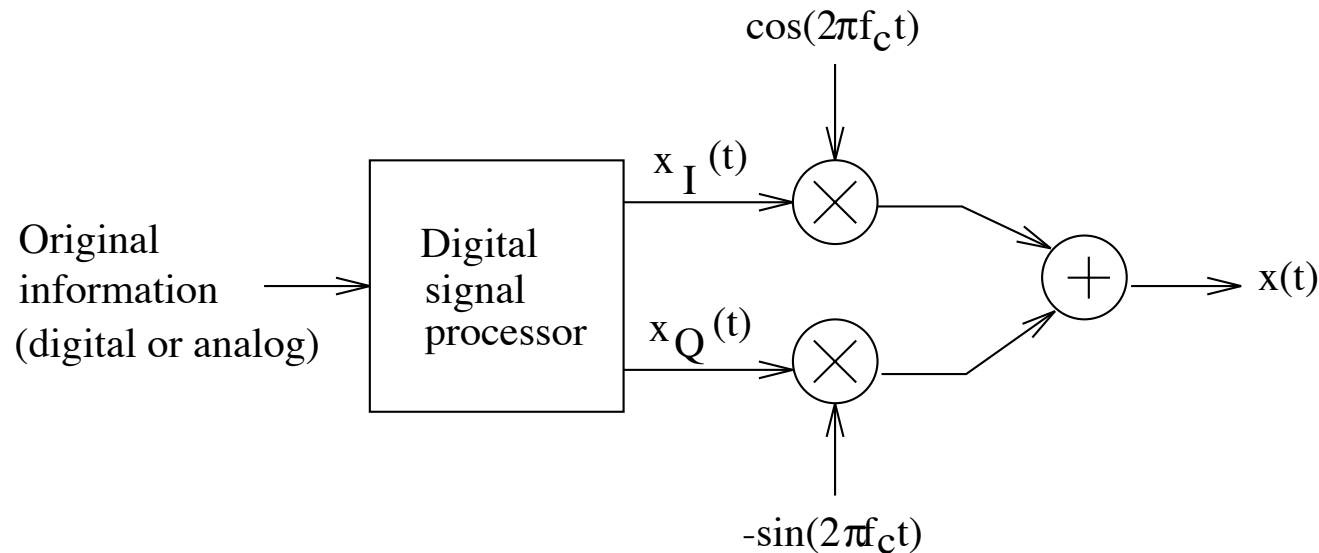 cos(2πf_c t)
x_I(t)
Original
information
(digital or analog)
Digital
signal
processor
x_Q(t)
x(t)
-sin(2πf_c t)